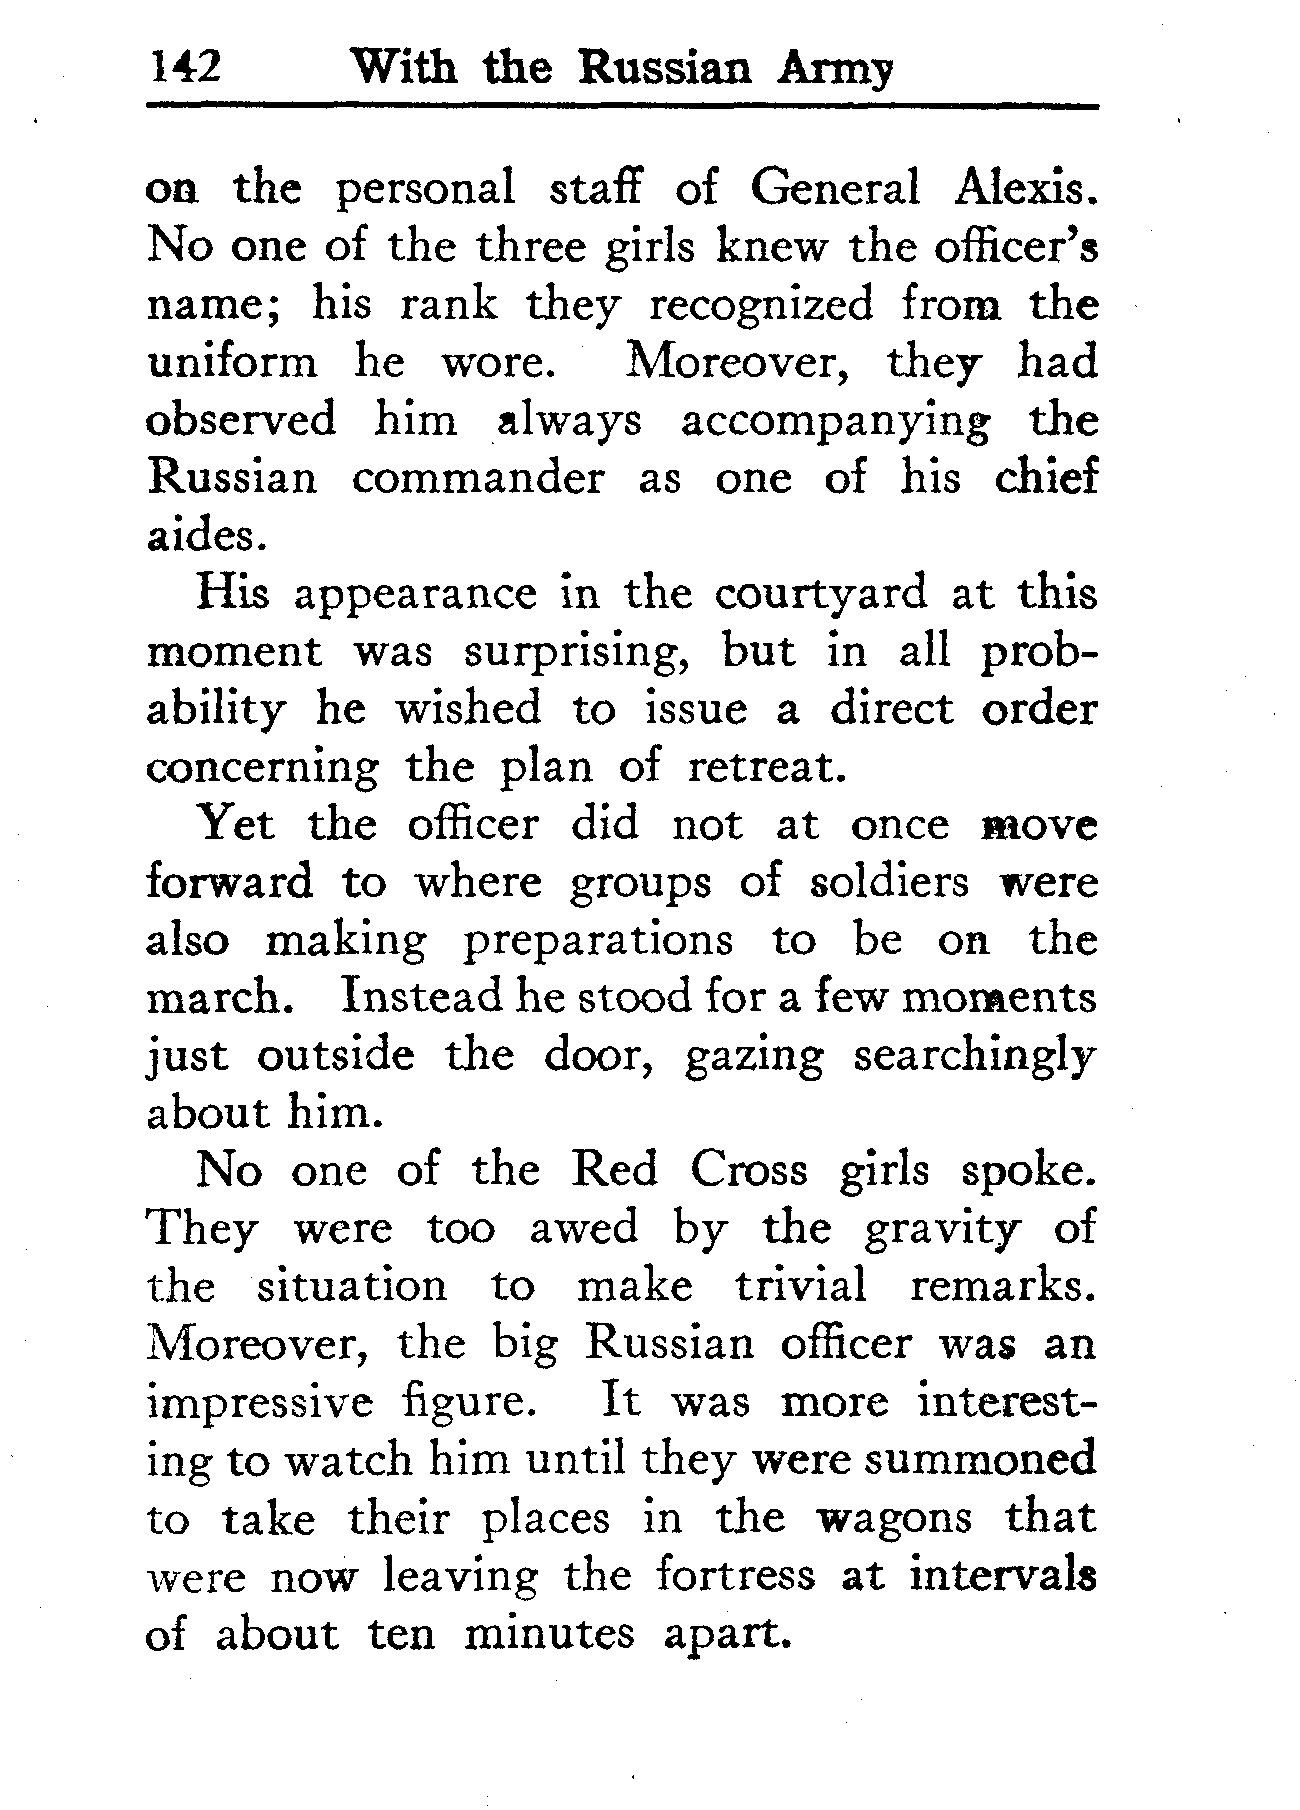 142 With the Russian Army
on the personal staff of General Alexis.
No one of the three girls knew the officer's
name; his rank they recognized from the
uniform he wore. Moreover, they had
observed him always accompanying the
Russian commander as one of his chief
aides.
His appearance in the courtyard at this
moment was surprising, but in all prob-
ability he wished to issue a direct order
concerning the plan of retreat.
Yet the officer did not at once move
forward to where groups of soldiers were
also making preparations to be on the
march. Instead he stood for a few moments
just outside the door, gazing searchingly
about him.
No one of the Red Cross girls spoke.
They were too awed by the gravity of
the situation to make trivial remarks.
Moreover, the big Russian officer was an
impressive figure. It was more interest-
ing to watch him until they were summoned
to take their places in the wagons that
were now leaving the fortress at intervals
of about ten minutes apart.